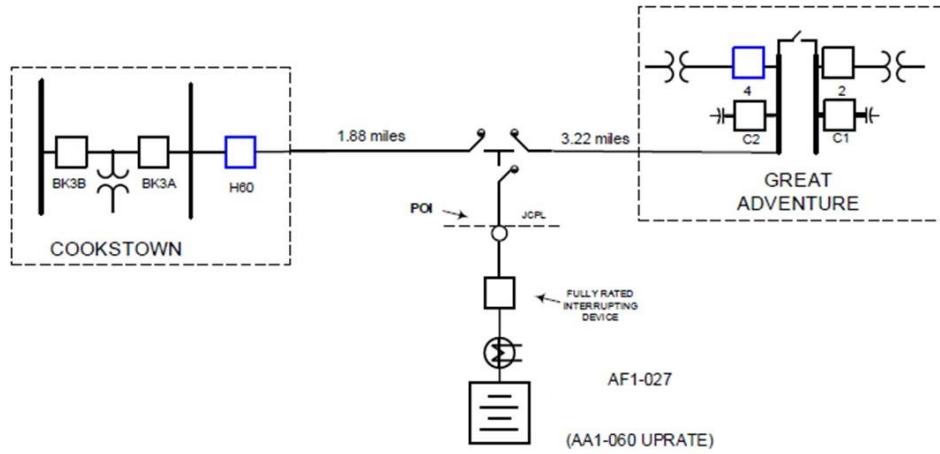 BK3B
BK3A
H60
COOKSTOWN
1.88 miles
3.22 miles
4
2
C2
C1
GREAT
ADVENTURE
POI
JCPL
FULLY RATED
INTERRUPTING
DEVICE
AF1-027
(AA1-060 UPRATE)